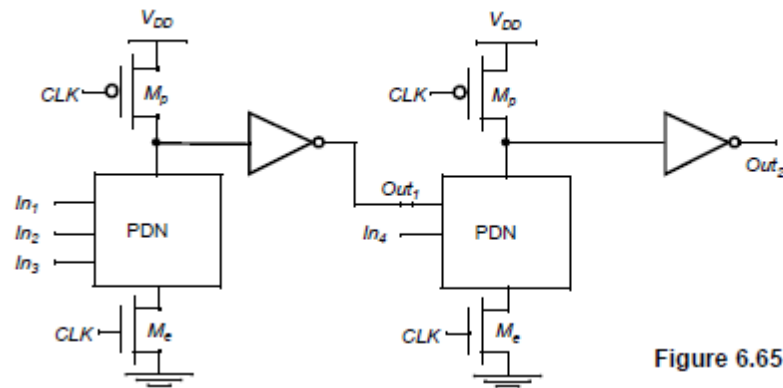 V_DD
V_DD
CLK
M_p
CLK
M_p
Out_2
Out_1
In_1
In_2
In_3
PDN
In_4
PDN
CLK
M_e
CLK
M_e
Figure 6.65